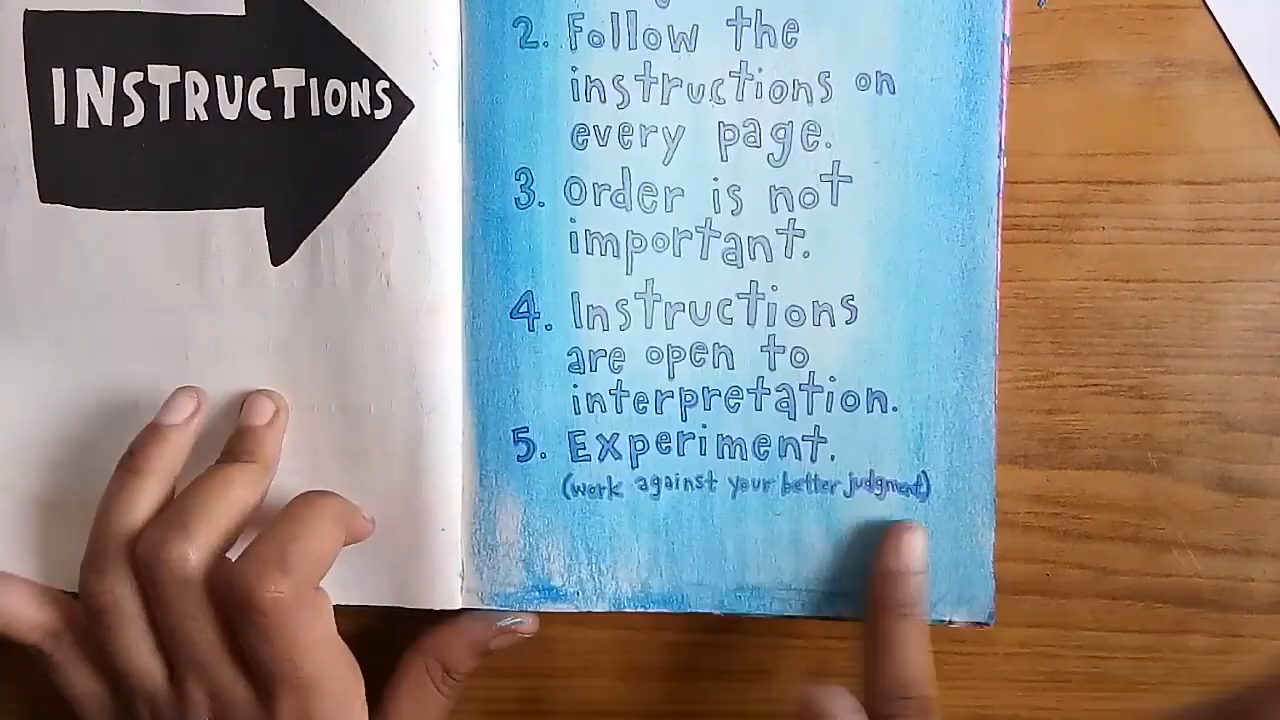 INSTRUCTIONS
2. Follow the
instructions on
every page.
3. Order is not
important.
4. Instructions
are open to
interpretation.
5. Experiment.
(work against your better judgment)